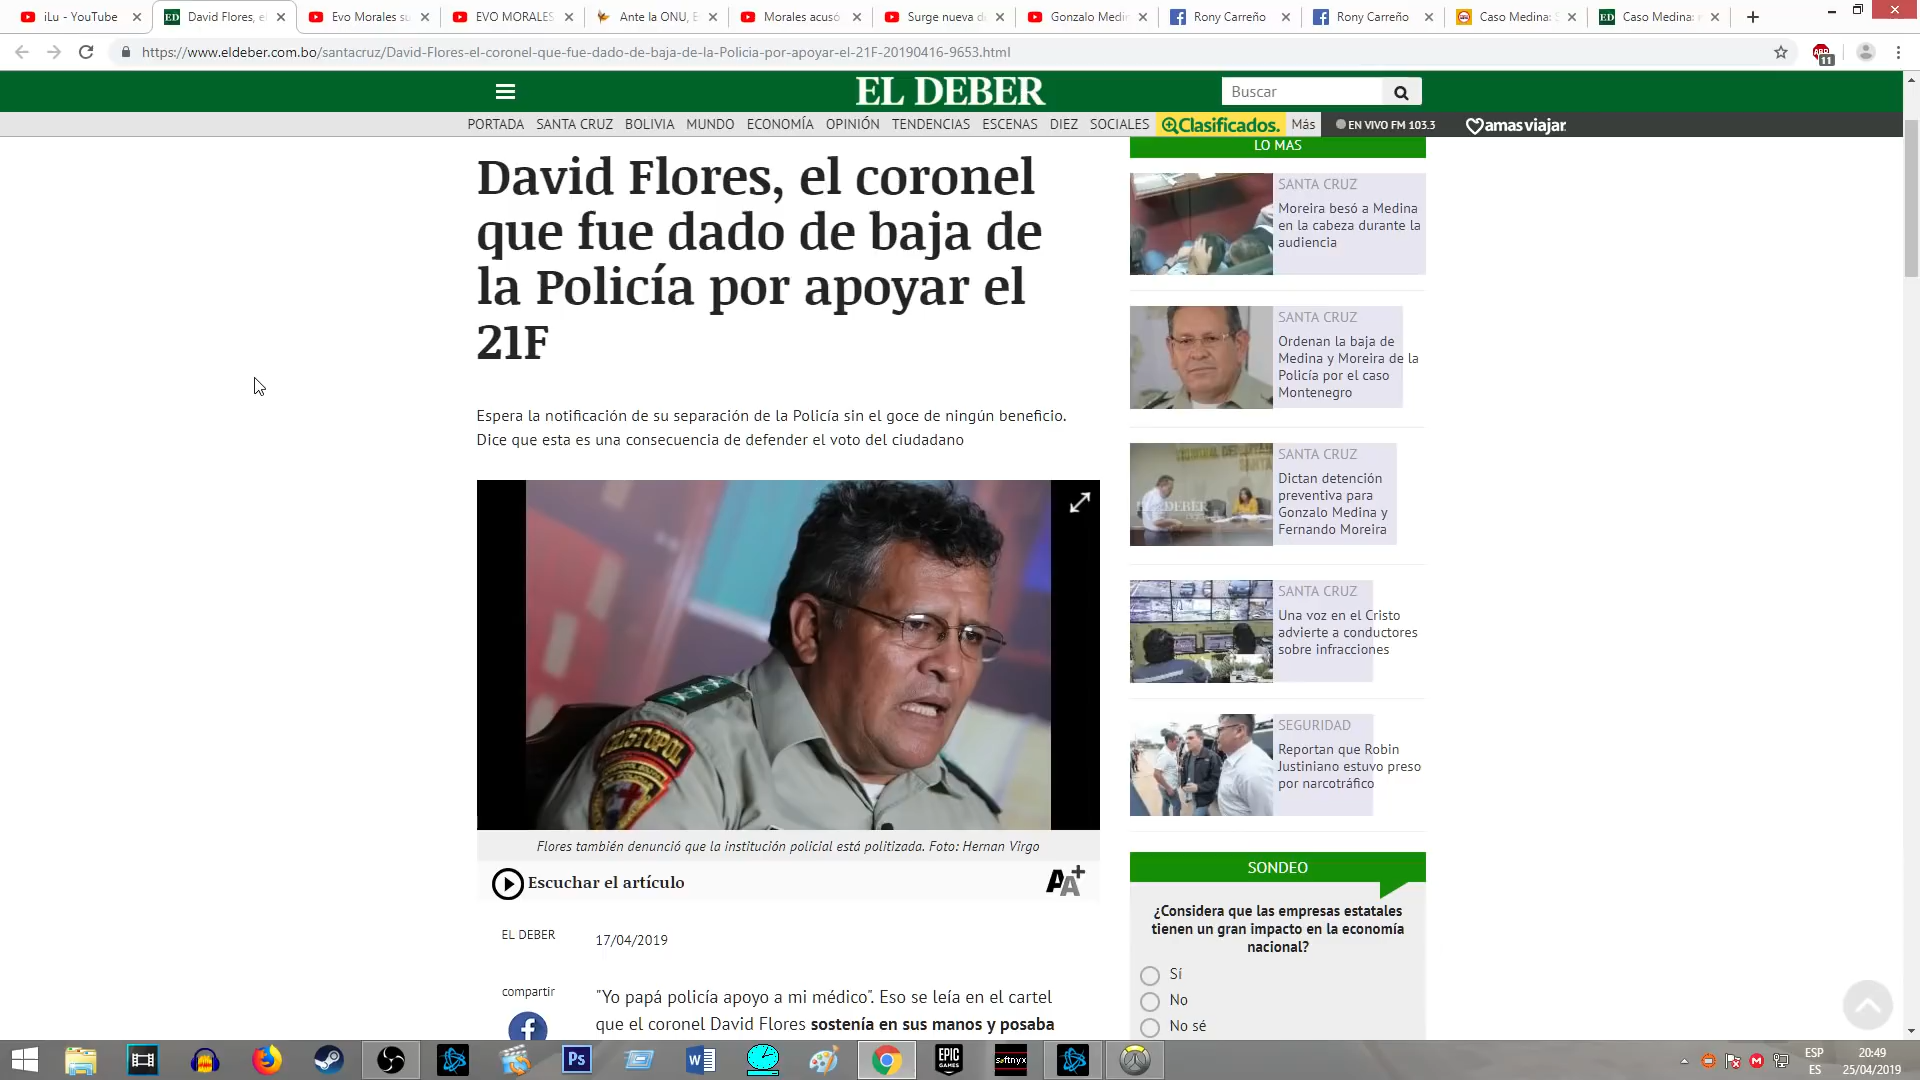 iLu - YouTube
David Flores, e
Evo Morales su
EVO MORALES
Ante la ONU, E
Morales acusó
Surge nueva d
Gonzalo Medin
Rony Carreño
Rony Carreño
Caso Medina: S
Caso Medina:
https://www.eldeber.com.bo/santacruz/David-Flores-el-coronel-que-fue-dado-de-baja-de-la-Policia-por-apoyar-el-21F-20190416-9653.html
11
EL DEBER
Buscar
PORTADA SANTA CRUZ BOLIVIA MUNDO ECONOMÍA OPINIÓN TENDENCIAS ESCENAS DIEZ SOCIALES Clasificados. Más EN VIVO FM 103.3 amasviajar
David Flores, el coronel
que fue dado de baja de
la Policía por apoyar el
21F
Espera la notificación de su separación de la Policía sin el goce de ningún beneficio.
Dice que esta es una consecuencia de defender el voto del ciudadano
Flores también denunció que la institución policial está politizada. Foto: Hernan Virgo
Escuchar el artículo
AA+
EL DEBER
17/04/2019
compartir
"Yo papá policía apoyo a mi médico". Eso se leía en el cartel
que el coronel David Flores sostenía en sus manos y posaba
LO MAS
SANTA CRUZ
Moreira besó a Medina
en la cabeza durante la
audiencia
SANTA CRUZ
Ordenan la baja de
Medina y Moreira de la
Policía por el caso
Montenegro
SANTA CRUZ
Dictan detención
preventiva para
Gonzalo Medina y
Fernando Moreira
EL DEBER
SANTA CRUZ
Una voz en el Cristo
advierte a conductores
sobre infracciones
SEGURIDAD
Reportan que Robin
Justiniano estuvo preso
por narcotráfico
SONDEO
¿Considera que las empresas estatales
tienen un gran impacto en la economía
nacional?
Sí
No
No sé
Ps
EPIC
GAMES
softnyx
ESP
ES
20:49
25/04/2019